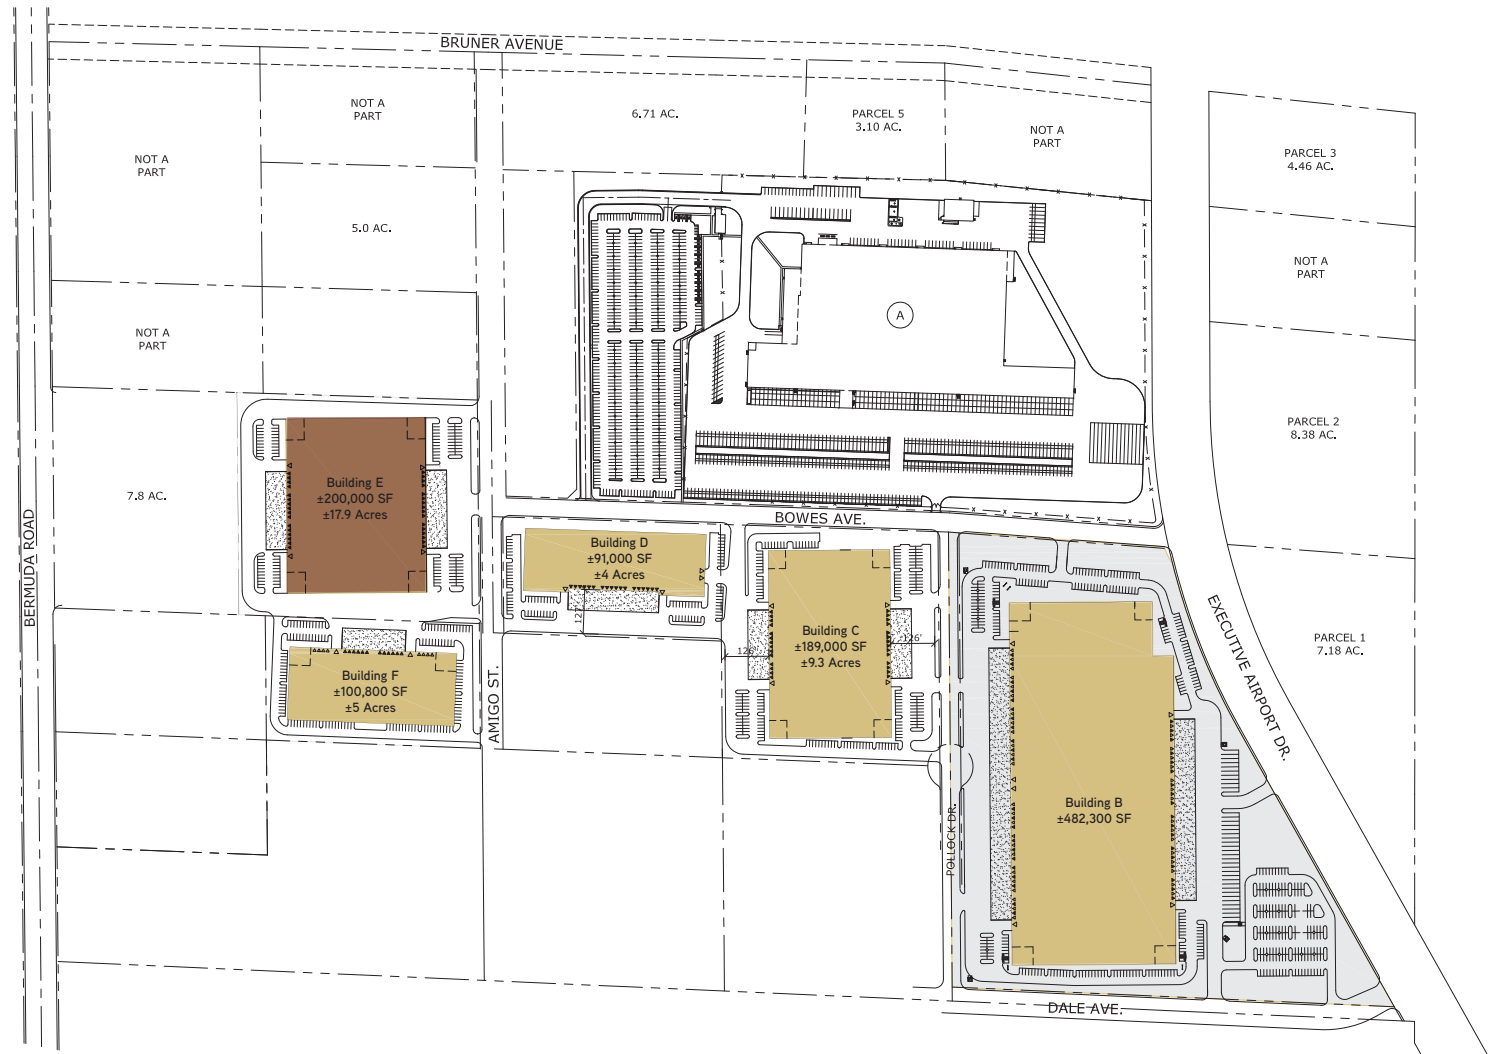 BRUNER AVENUE
NOT A
PART
NOT A
PART
6.71 AC.
PARCEL 5
3.10 AC.
NOT A
PART
PARCEL 3
4.46 AC.
5.0 AC.
NOT A
PART
NOT A
PART
A
PARCEL 2
8.38 AC.
7.8 AC.
Building E
±200,000 SF
±17.9 Acres
BOWES AVE.
BERMUDA ROAD
Building D
±91,000 SF
±4 Acres
127'
Building C
±189,000 SF
±9.3 Acres
126'
126'
EXECUTIVE AIRPORT DR.
PARCEL 1
7.18 AC.
Building F
±100,800 SF
±5 Acres
AMIGO ST.
Building B
±482,300 SF
POLLOCK DR.
DALE AVE.